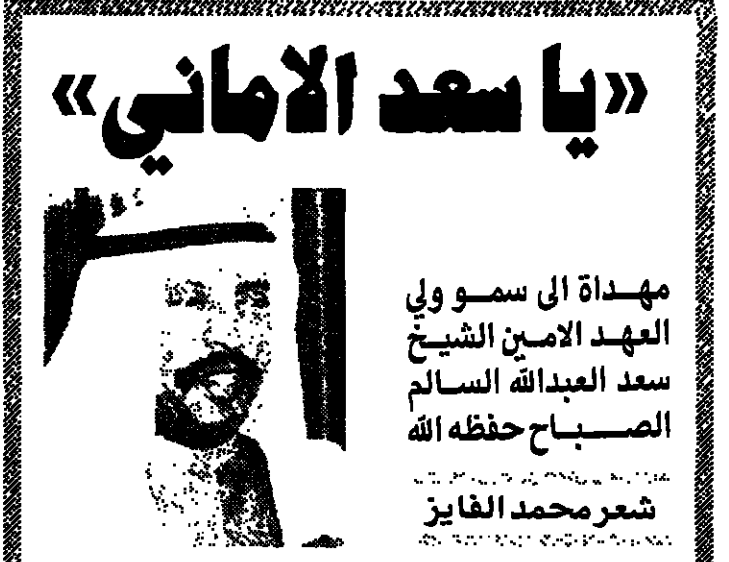 «يا سعد الاماني»
مهداة الى سمو ولي
العهد الامين الشيخ
سعد العبدالله السالم
الصباح حفظه الله
شعر محمد الفايز